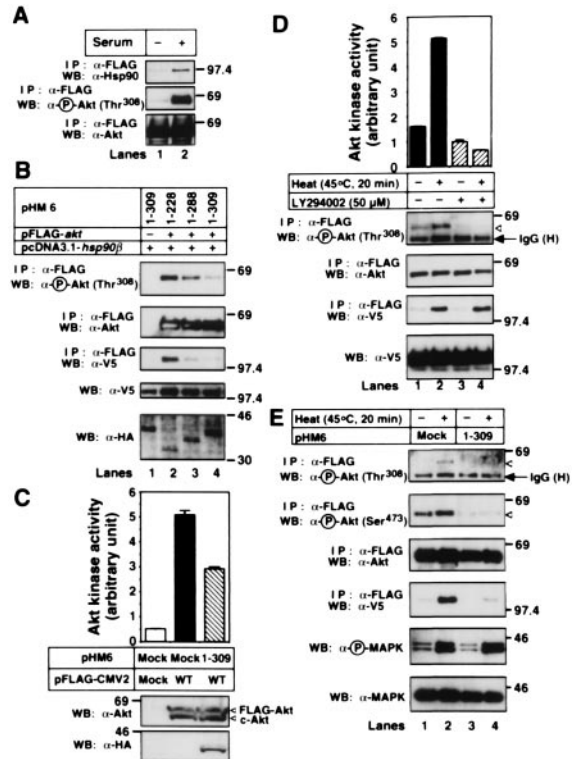 A
Serum − +
IP : α-FLAG
WB: α-Hsp90
97.4
IP : α-FLAG
WB: α-Ⓟ-Akt (Thr308)
69
IP : α-FLAG
WB: α-Akt
69
Lanes 1 2
B
pHM 6 1-309 1-228 1-288 1-309
pFLAG-akt − + + +
pcDNA3.1-hsp90β + + + +
IP : α-FLAG
WB: α-Ⓟ-Akt (Thr308)
69
IP : α-FLAG
WB: α-Akt
69
IP : α-FLAG
WB: α-V5
97.4
WB: α-V5
97.4
WB: α-HA
46
30
Lanes 1 2 3 4
C
Akt kinase activity
(arbitrary unit)
6
5
4
3
2
1
0
pHM6 Mock Mock 1-309
pFLAG-CMV2 Mock WT WT
WB: α-Akt
69
< FLAG-Akt
< c-Akt
46
WB: α-HA
D
Akt kinase activity
(arbitrary unit)
6
5
4
3
2
1
0
Heat (45°C, 20 min) − + − +
LY294002 (50 μM) − − + +
IP : α-FLAG
WB: α-Ⓟ-Akt (Thr308)
69
<
IgG (H)
IP : α-FLAG
WB: α-Akt
69
IP : α-FLAG
WB: α-V5
97.4
WB: α-V5
97.4
Lanes 1 2 3 4
E
Heat (45°C, 20 min) − + − +
pHM6 Mock 1-309
IP : α-FLAG
WB: α-Ⓟ-Akt (Thr308)
69
<
IgG (H)
IP : α-FLAG
WB: α-Ⓟ-Akt (Ser473)
69
<
IP : α-FLAG
WB: α-Akt
69
IP : α-FLAG
WB: α-V5
97.4
WB: α-Ⓟ-MAPK
46
WB: α-MAPK
46
Lanes 1 2 3 4